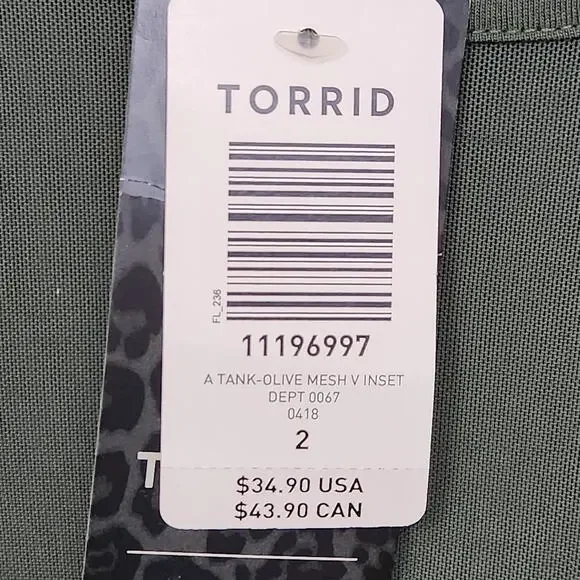 TORRID
FL_236
11196997
A TANK-OLIVE MESH V INSET
DEPT 0067
0418
2
$34.90 USA
$43.90 CAN
T